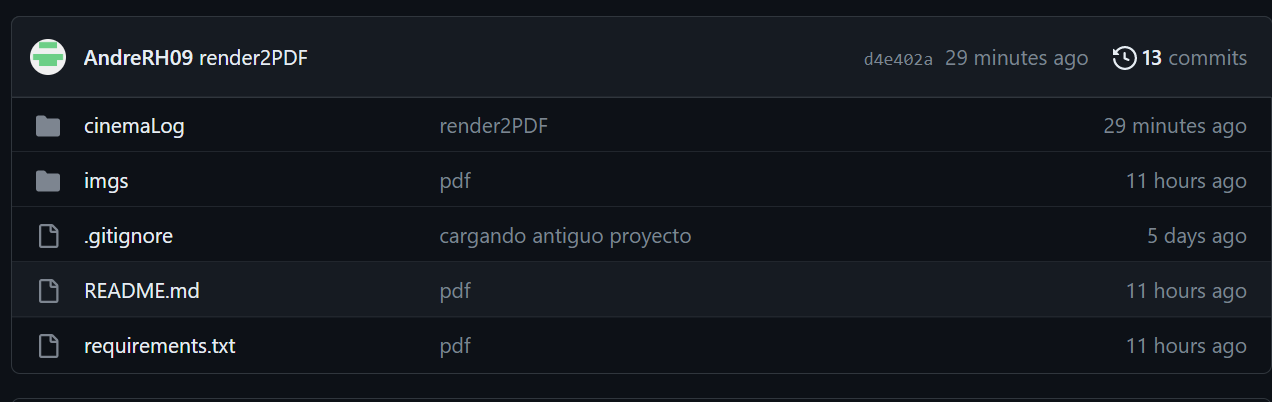 AndreRH09 render2PDF d4e402a 29 minutes ago 13 commits
cinemaLog render2PDF 29 minutes ago
imgs pdf 11 hours ago
.gitignore cargando antiguo proyecto 5 days ago
README.md pdf 11 hours ago
requirements.txt pdf 11 hours ago